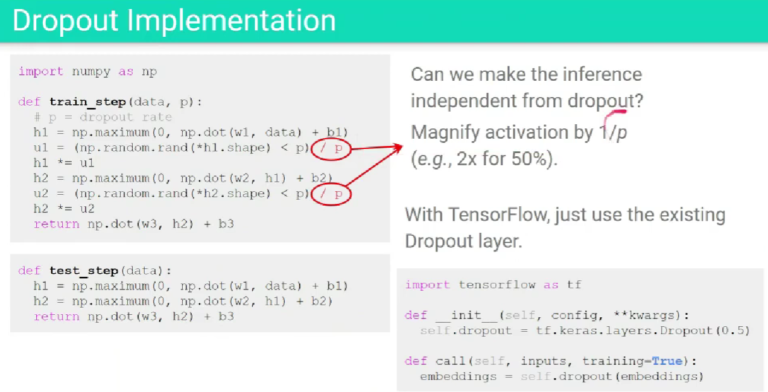 Dropout Implementation
import numpy as np
def train_step(data, p):
# p = dropout rate
h1 = np.maximum(0, np.dot(w1, data) + b1)
u1 = (np.random.rand(*h1.shape) < p) / p
h1 *= u1
h2 = np.maximum(0, np.dot(w2, h1) + b2)
u2 = (np.random.rand(*h2.shape) < p) / p
h2 *= u2
return np.dot(w3, h2) + b3
def test_step(data):
h1 = np.maximum(0, np.dot(w1, data) + b1)
h2 = np.maximum(0, np.dot(w2, h1) + b2)
return np.dot(w3, h2) + b3
Can we make the inference
independent from dropout?
Magnify activation by 1/p
(e.g., 2x for 50%).
With TensorFlow, just use the existing
Dropout layer.
import tensorflow as tf
def __init__(self, config, **kwargs):
self.dropout = tf.keras.layers.Dropout(0.5)
def call(self, inputs, training=True):
embeddings = self.dropout(embeddings)